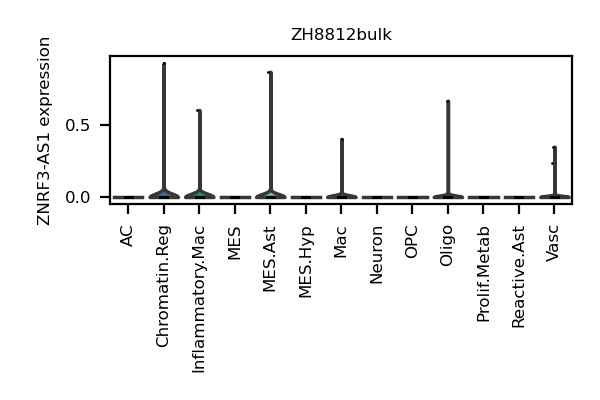 ZH8812bulk
ZNRF3-AS1 expression
0.5
0.0
AC
Chromatin.Reg
Inflammatory.Mac
MES
MES.Ast
MES.Hyp
Mac
Neuron
OPC
Oligo
Prolif.Metab
Reactive.Ast
Vasc